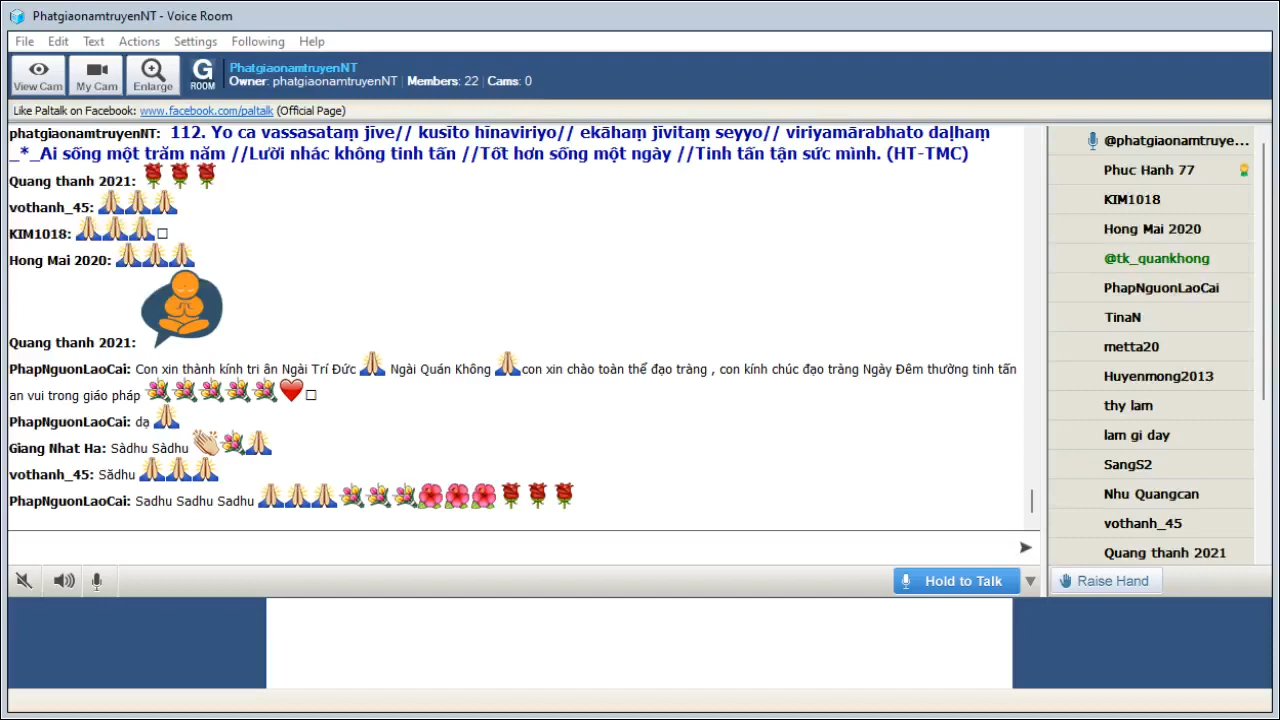 PhatgiaonamtruyenNT - Voice Room
File Edit Text Actions Settings Following Help
View Cam My Cam Enlarge G ROOM
PhatgiaonamtruyenNT
Owner: phatgiaonamtruyenNT | Members: 22 | Cams: 0
Like Paltalk on Facebook: www.facebook.com/paltalk (Official Page)
phatgiaonamtruyenNT: 112. Yo ca vassasataṃ jīve// kusīto hīnaviriyo// ekāhaṃ jīvitaṃ seyyo// viriyamārabhato daḷhaṃ
_*_Ai sống một trăm năm //Lười nhác không tinh tấn //Tốt hơn sống một ngày //Tinh tấn tận sức mình. (HT-TMC)
Quang thanh 2021:
vothanh_45:
KIM1018:
Hong Mai 2020:
Quang thanh 2021:
PhapNguonLaoCai: Con xin thành kính tri ân Ngài Trí Đức Ngài Quán Không con xin chào toàn thể đạo tràng , con kính chúc đạo tràng Ngày Đêm thường tinh tấn
an vui trong giáo pháp
PhapNguonLaoCai: dạ
Giang Nhat Ha: Sàdhu Sàdhu
vothanh_45: Sādhu
PhapNguonLaoCai: Sadhu Sadhu Sadhu
Hold to Talk
@phatgiaonamtruye...
Phuc Hanh 77
KIM1018
Hong Mai 2020
@tk_quankhong
PhapNguonLaoCai
TinaN
metta20
Huyenmong2013
thy lam
lam gi day
SangS2
Nhu Quangcan
vothanh_45
Quang thanh 2021
Raise Hand